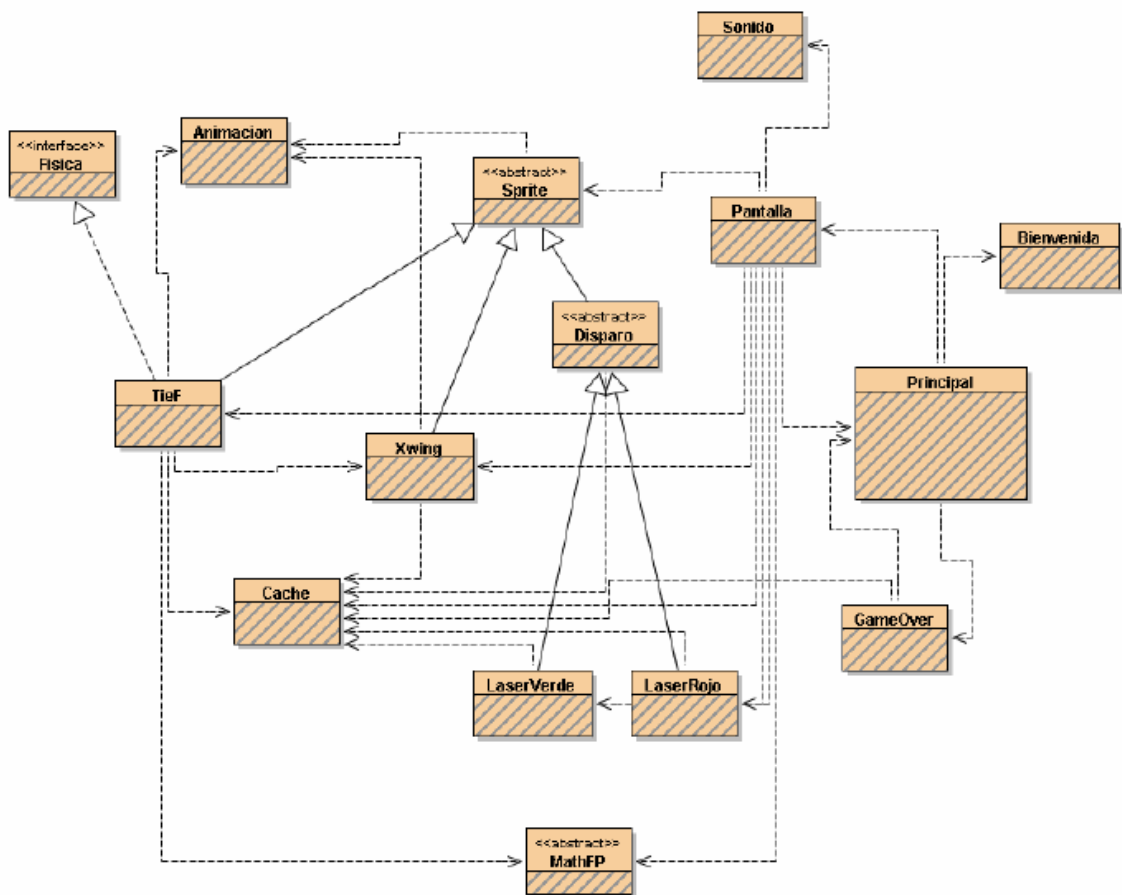 Sonido
Animacion
<<interface>>
Fisica
<<abstract>>
Sprite
Pantalla
Bienvenida
<<abstract>>
Disparo
Principal
TieF
Xwing
Cache
GameOver
LaserVerde
LaserRojo
<<abstract>>
MathFP